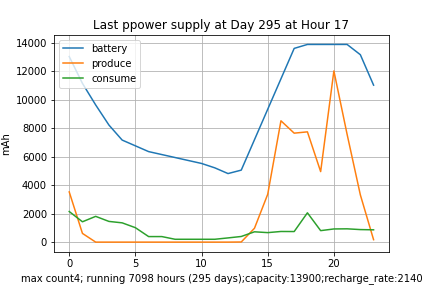 Last ppower supply at Day 295 at Hour 17
14000
12000
10000
8000
6000
4000
2000
0
mAh
battery
produce
consume
0 5 10 15 20
max count4; running 7098 hours (295 days);capacity:13900;recharge_rate:2140